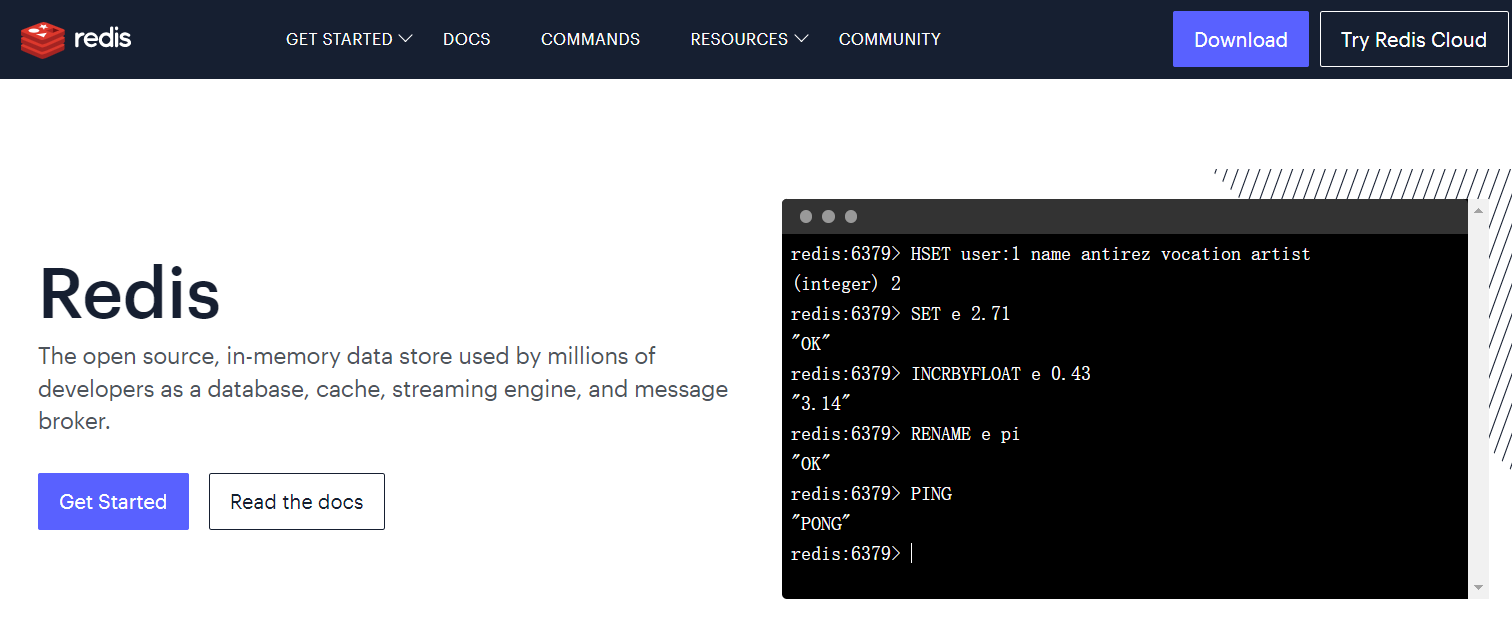 redis
GET STARTED
DOCS
COMMANDS
RESOURCES
COMMUNITY
Download
Try Redis Cloud
Redis
The open source, in-memory data store used by millions of
developers as a database, cache, streaming engine, and message
broker.
Get Started
Read the docs
redis:6379> HSET user:1 name antirez vocation artist
(integer) 2
redis:6379> SET e 2.71
"OK"
redis:6379> INCRBYFLOAT e 0.43
"3.14"
redis:6379> RENAME e pi
"OK"
redis:6379> PING
"PONG"
redis:6379>